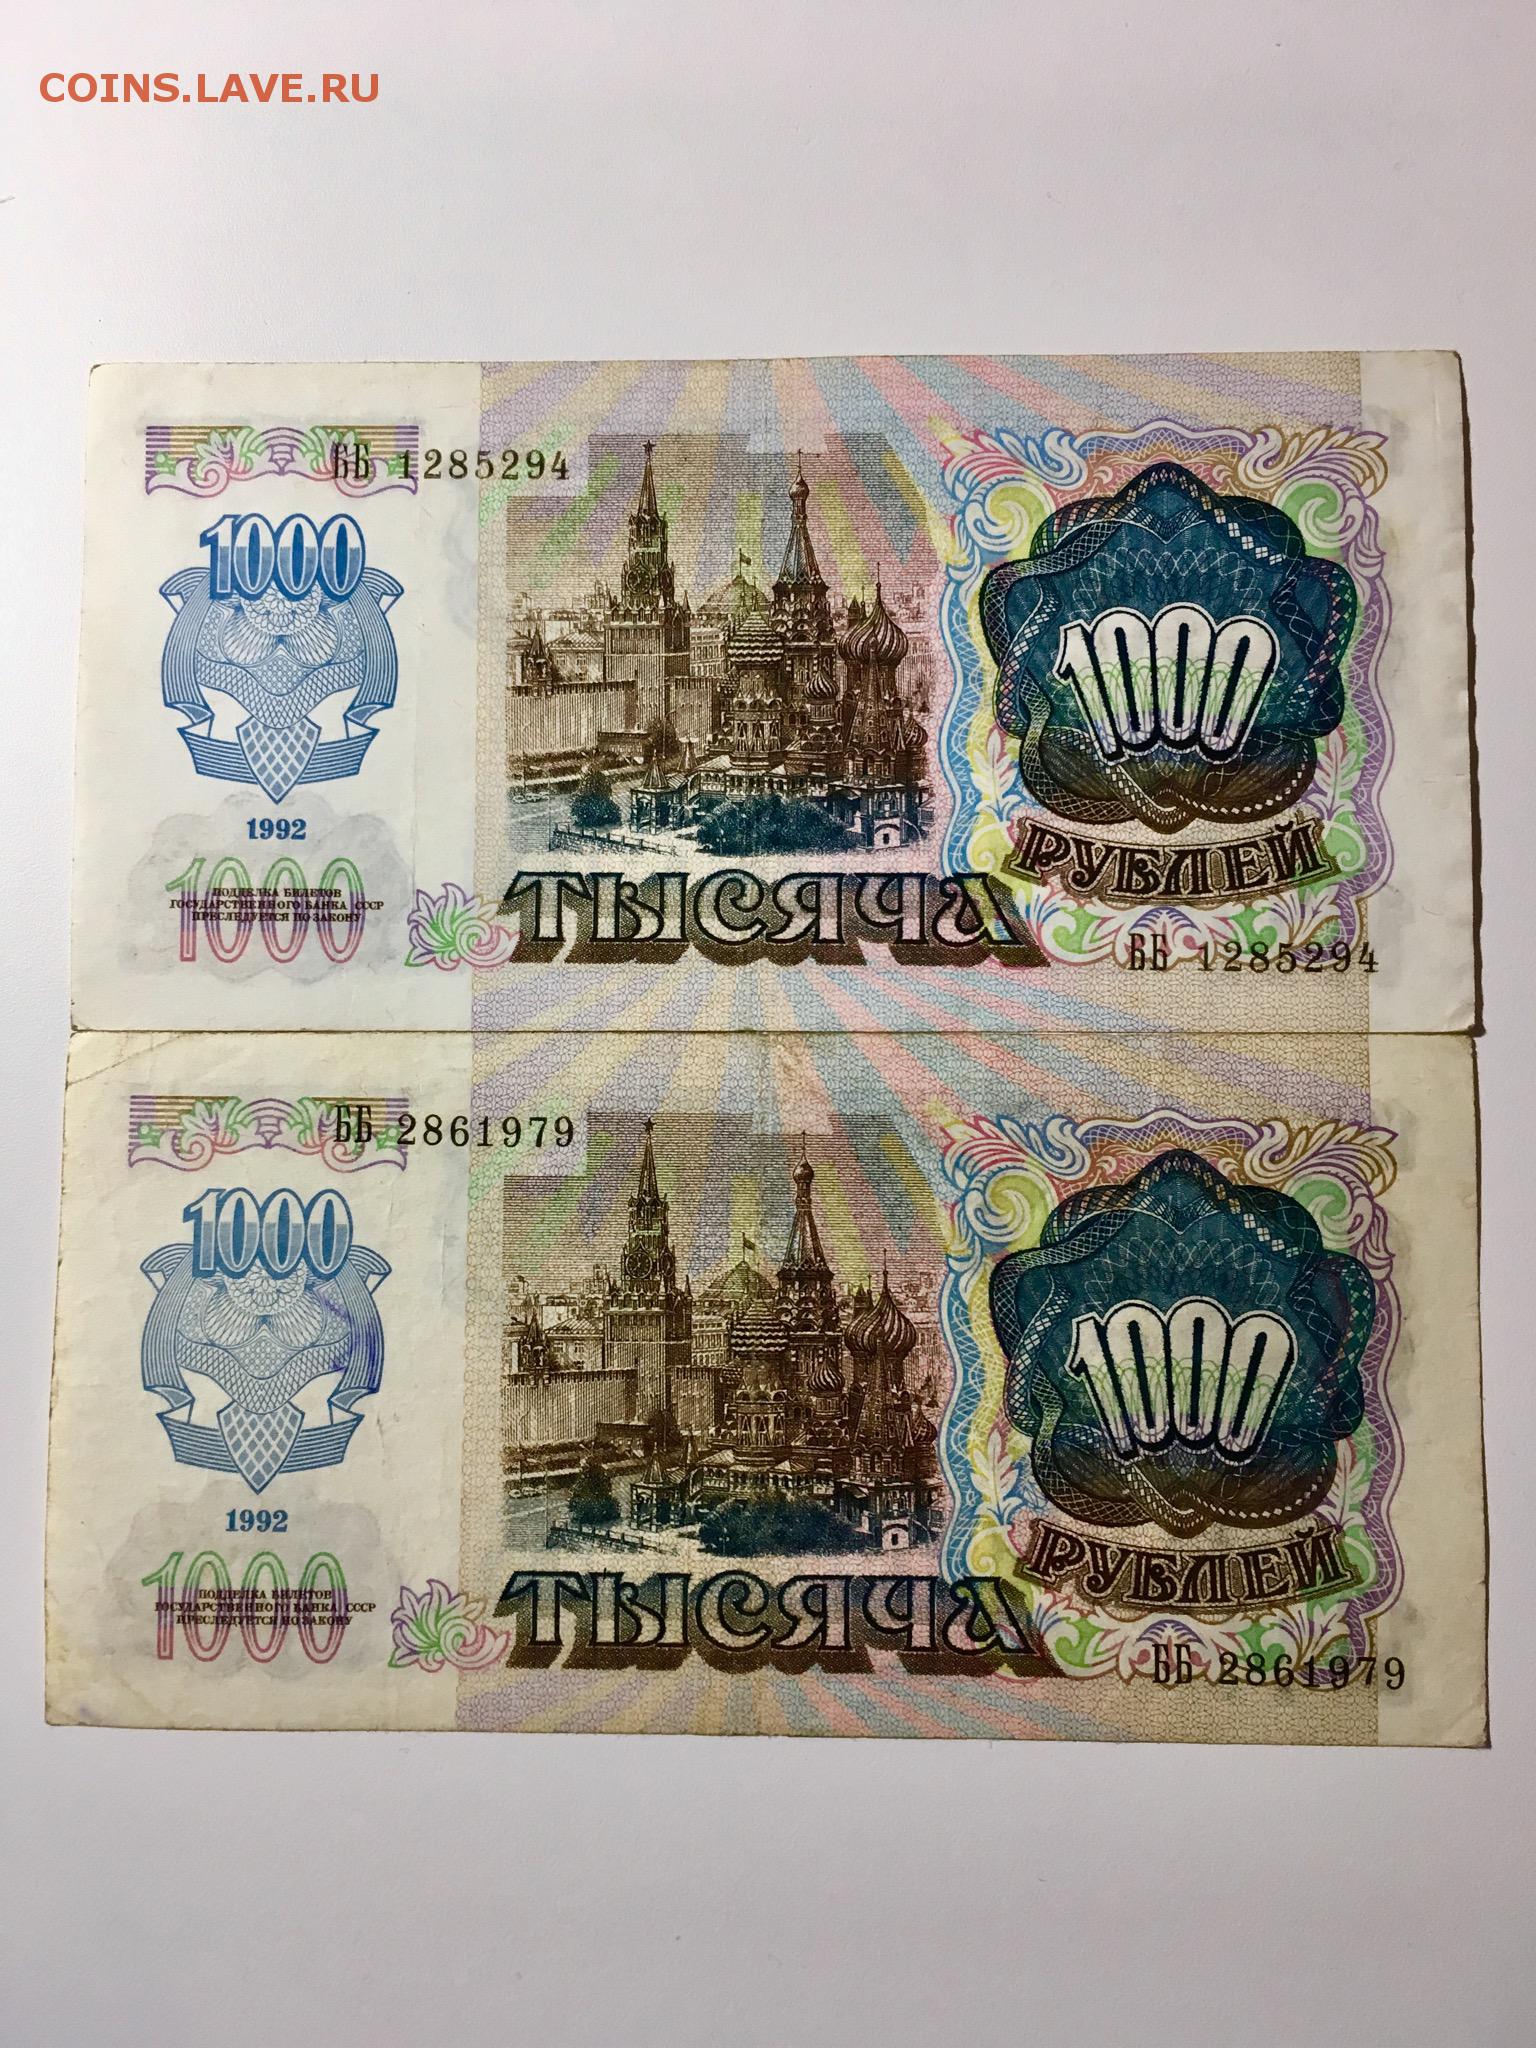 COINS.LAVE.RU
ББ 1285294
1000
1992
1000
ПОДДЕЛКА БИЛЕТОВ
ГОСУДАРСТВЕННОГО БАНКА СССР
ПРЕСЛЕДУЕТСЯ ПО ЗАКОНУ
1000
РУБЛЕЙ
ТЫСЯЧА
ББ 1285294
ББ 2861979
1000
1992
1000
ПОДДЕЛКА БИЛЕТОВ
ГОСУДАРСТВЕННОГО БАНКА СССР
ПРЕСЛЕДУЕТСЯ ПО ЗАКОНУ
1000
РУБЛЕЙ
ТЫСЯЧА
ББ 2861979